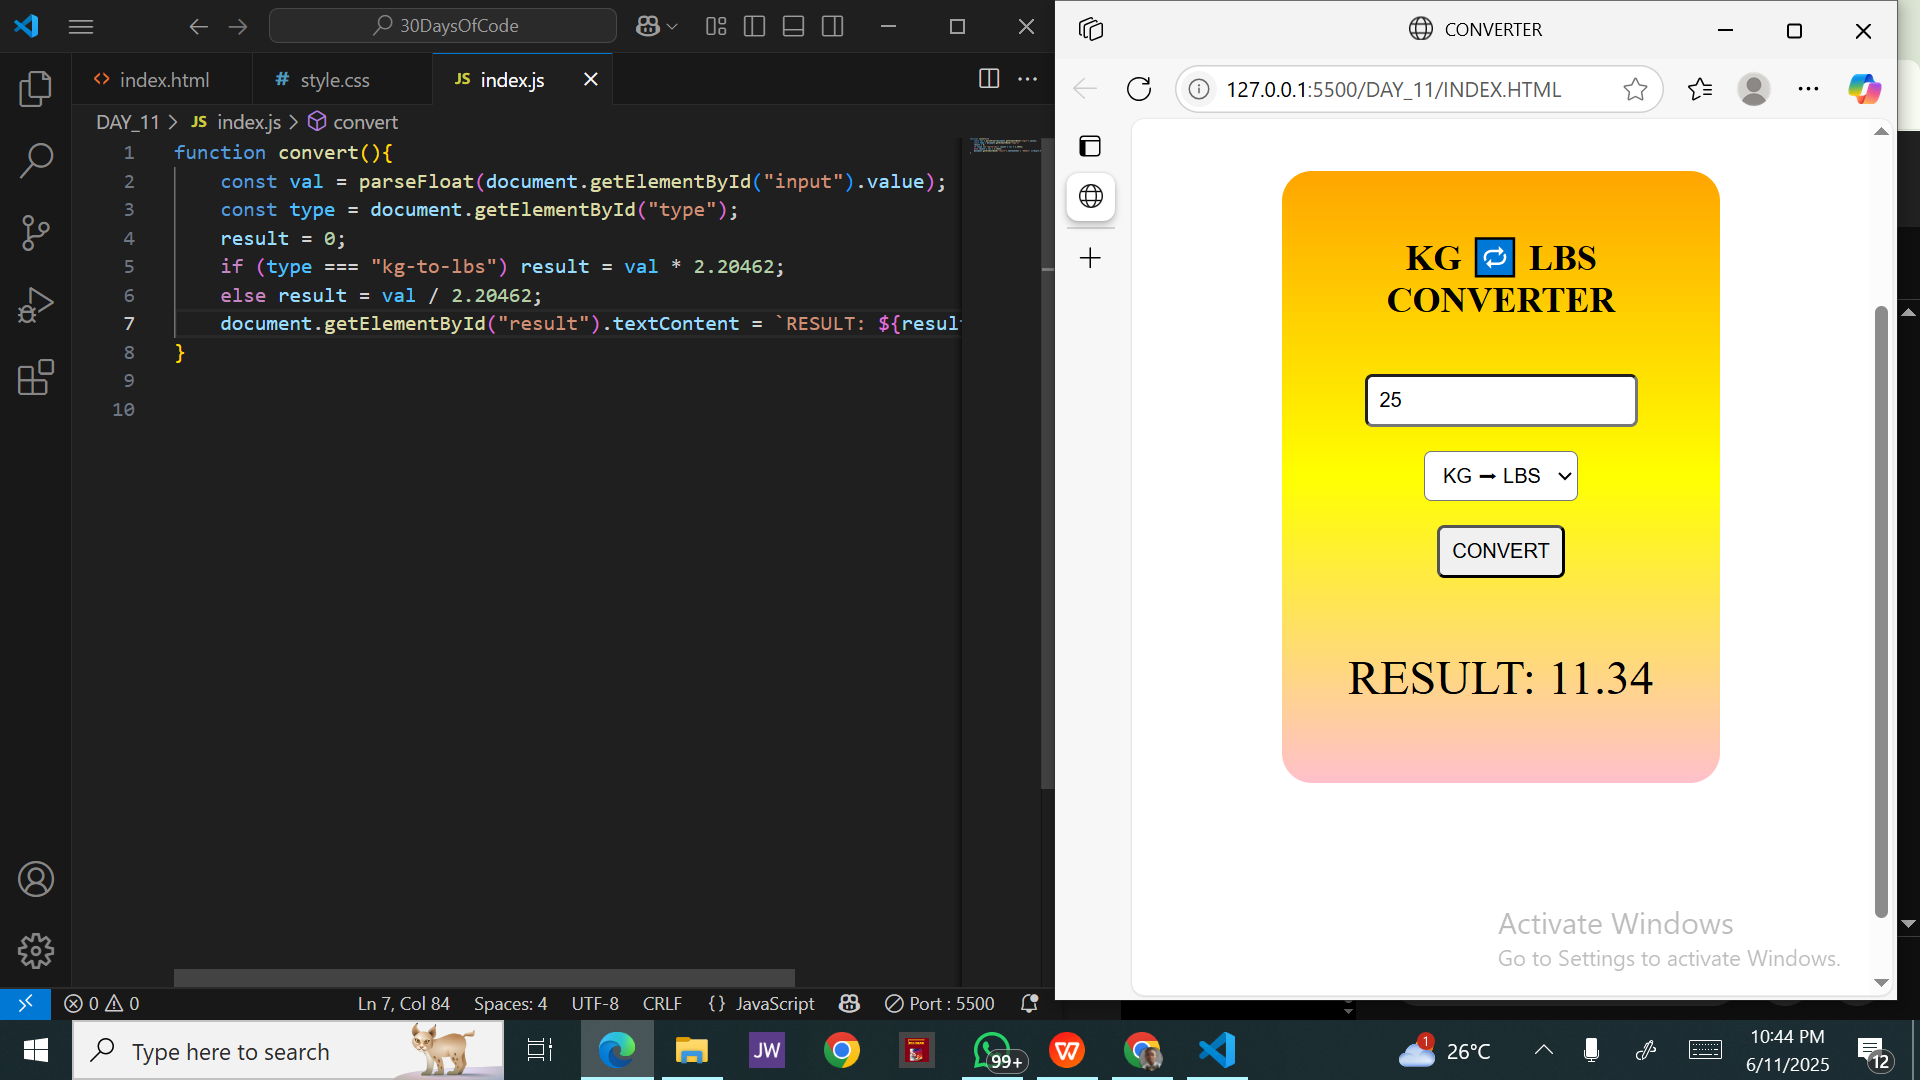 30DaysOfCode
index.html
style.css
JS index.js
DAY_11 > JS index.js > convert
1 function convert(){
2 const val = parseFloat(document.getElementById("input").value);
3 const type = document.getElementById("type");
4 result = 0;
5 if (type === "kg-to-lbs") result = val * 2.20462;
6 else result = val / 2.20462;
7 document.getElementById("result").textContent = `RESULT: ${resul
8 }
9
10
0 0
Ln 7, Col 84 Spaces: 4 UTF-8 CRLF {} JavaScript Port : 5500
CONVERTER
127.0.0.1:5500/DAY_11/INDEX.HTML
KG 🔁 LBS
CONVERTER
25
KG ➞ LBS
CONVERT
RESULT: 11.34
Activate Windows
Go to Settings to activate Windows.
Type here to search
JW
99+
1
26°C
10:44 PM
6/11/2025
12